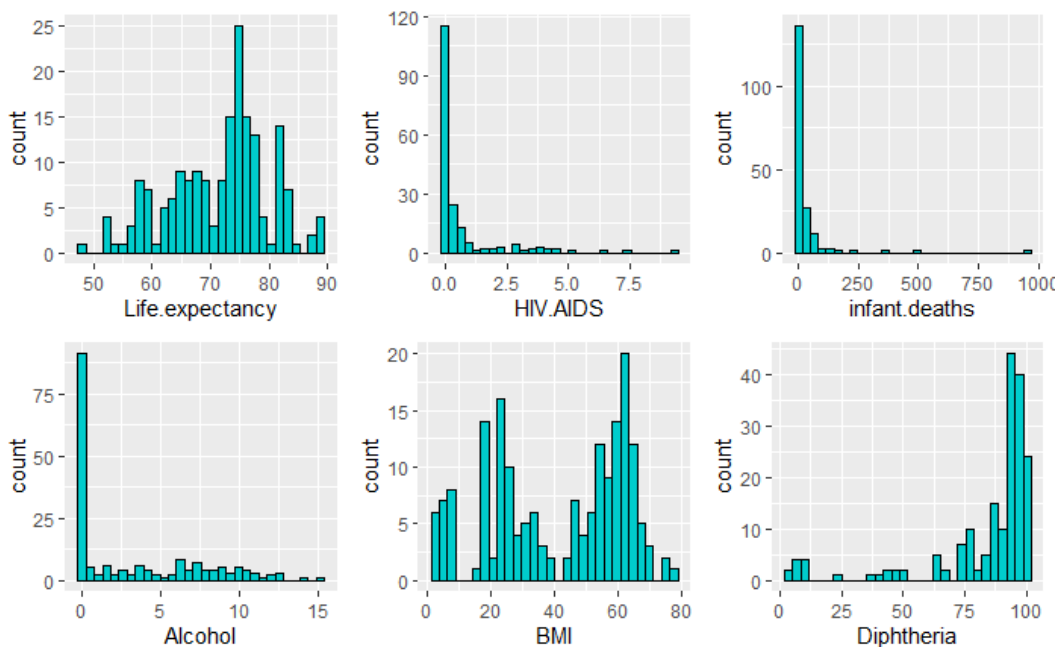 25
20
15
10
5
0
count
50 60 70 80 90
Life.expectancy
120
90
60
30
0
count
0.0 2.5 5.0 7.5
HIV.AIDS
100
50
0
count
0 250 500 750 1000
infant.deaths
75
50
25
0
count
0 5 10 15
Alcohol
20
15
10
5
0
count
0 20 40 60 80
BMI
40
30
20
10
0
count
0 25 50 75 100
Diphtheria